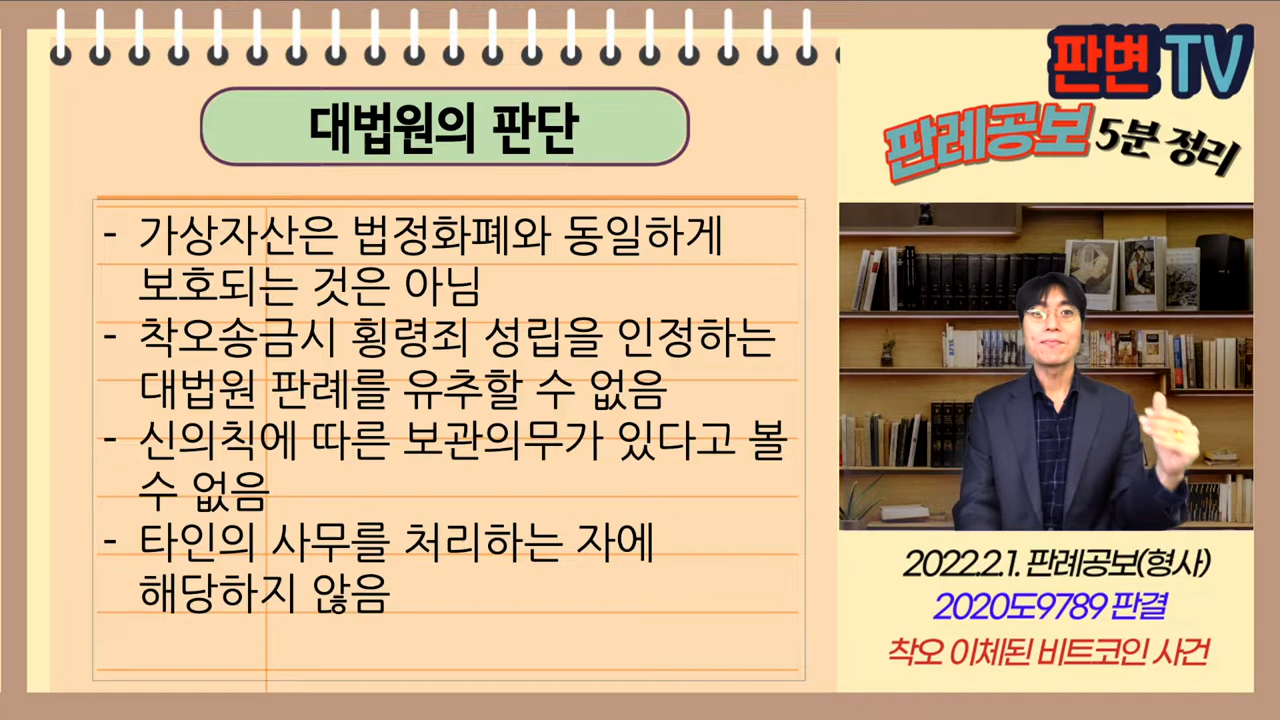 대법원의 판단
- 가상자산은 법정화폐와 동일하게
보호되는 것은 아님
- 착오송금시 횡령죄 성립을 인정하는
대법원 판례를 유추할 수 없음
- 신의칙에 따른 보관의무가 있다고 볼
수 없음
- 타인의 사무를 처리하는 자에
해당하지 않음
판변 TV
판례공보 5분 정리
2022.2.1. 판례공보(형사)
2020도9789 판결
착오 이체된 비트코인 사건